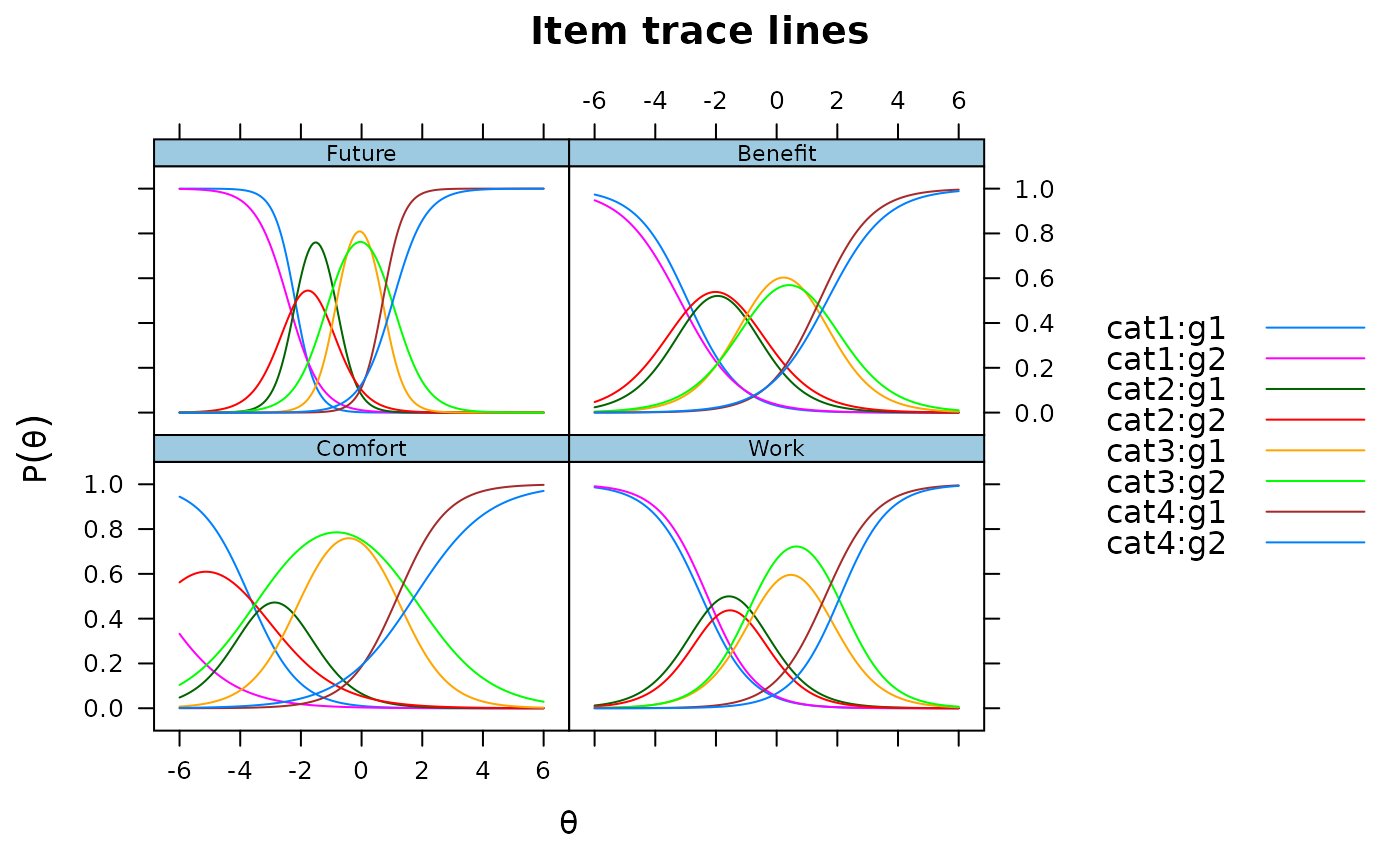 Item trace lines
-6 -4 -2 0 2 4 6
Future
Benefit
1.0
0.8
0.6
0.4
0.2
0.0
P(θ)
Comfort
Work
1.0
0.8
0.6
0.4
0.2
0.0
-6 -4 -2 0 2 4 6
θ
cat1:g1
cat1:g2
cat2:g1
cat2:g2
cat3:g1
cat3:g2
cat4:g1
cat4:g2